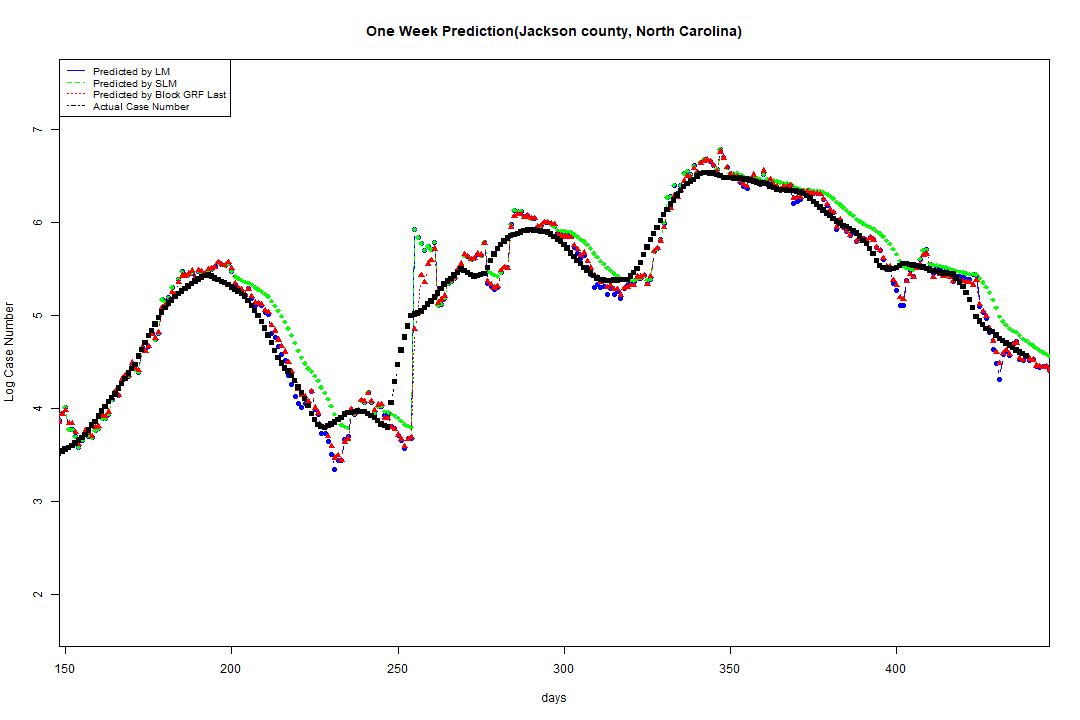 One Week Prediction(Jackson county, North Carolina)
Predicted by LM
Predicted by SLM
Predicted by Block GRF Last
Actual Case Number
7
6
5
4
3
2
Log Case Number
150 200 250 300 350 400
days